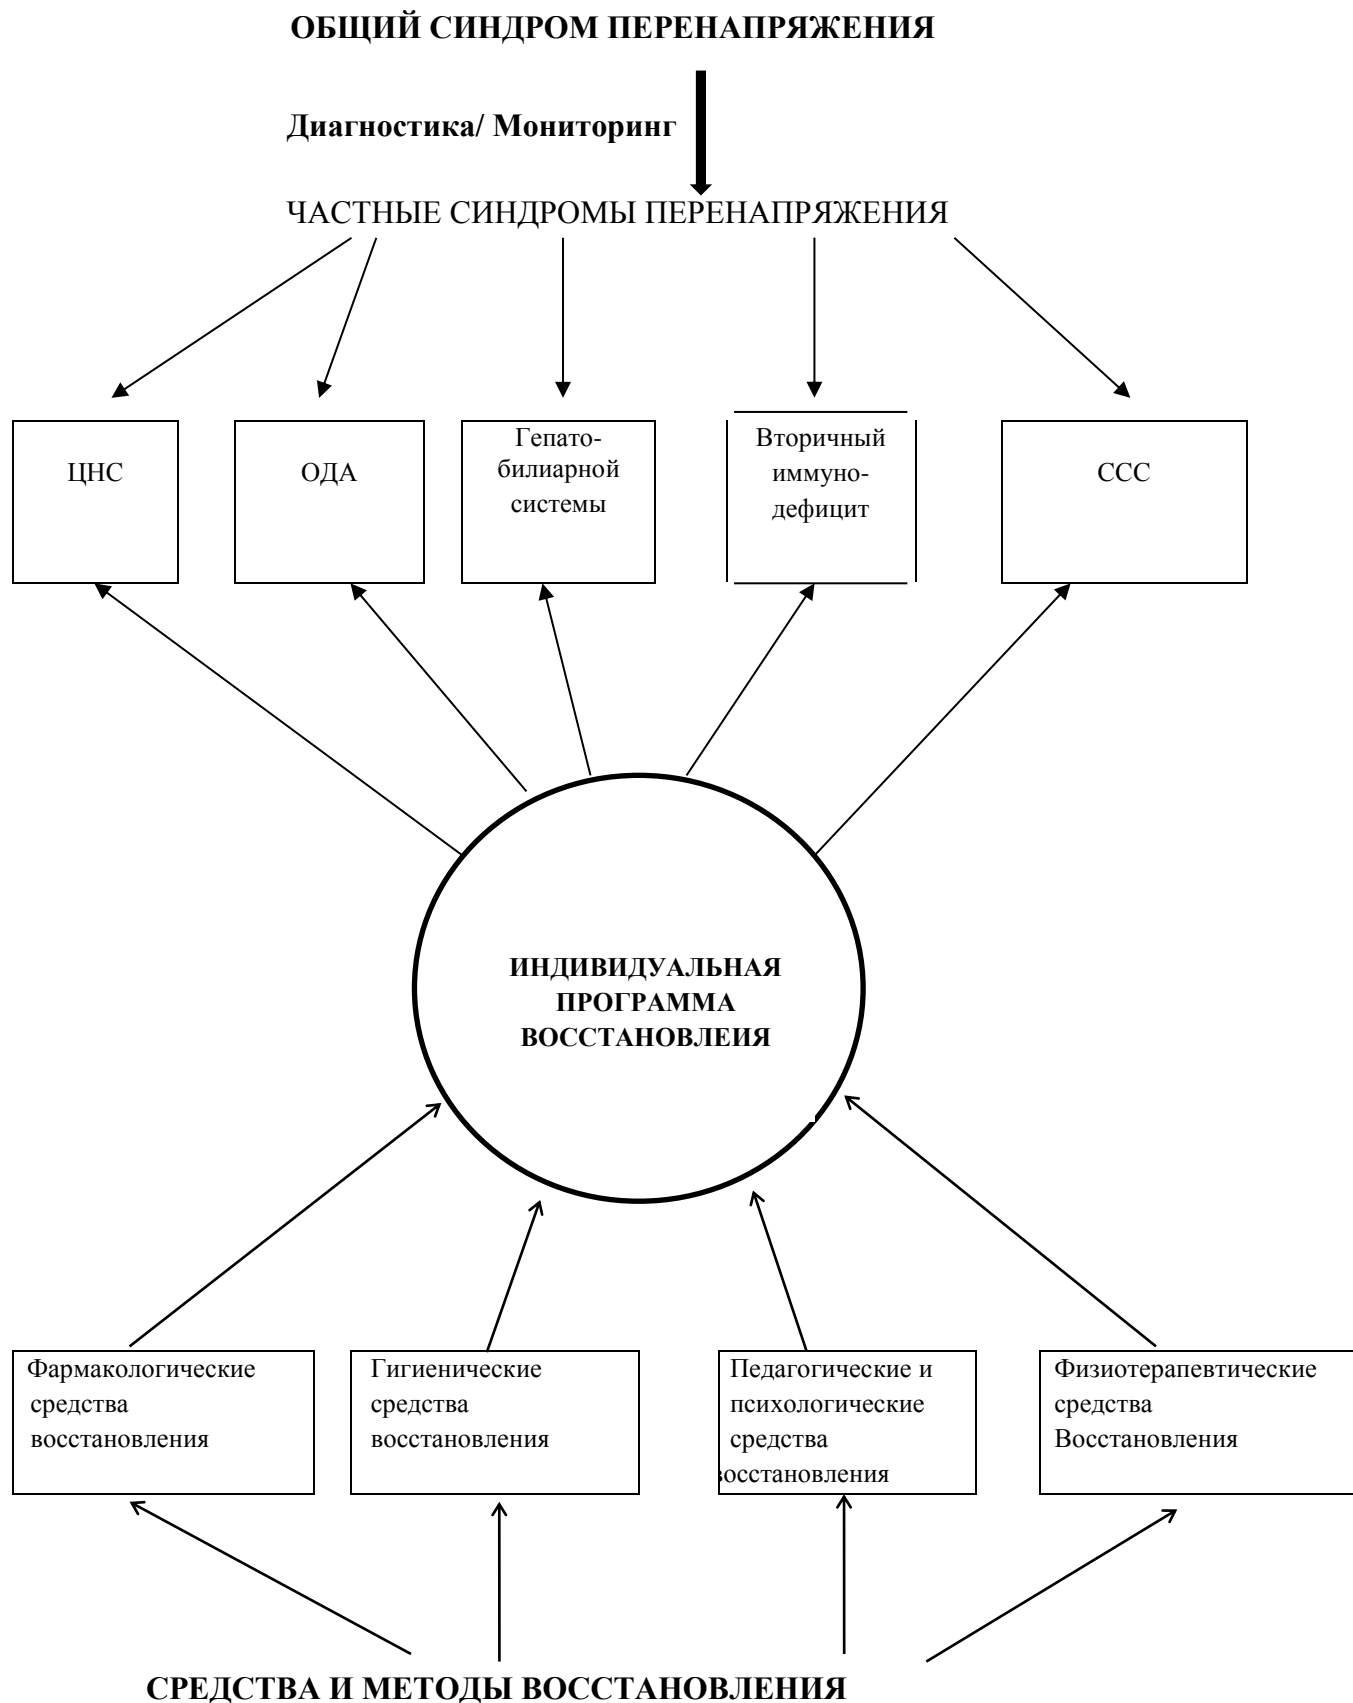 ОБЩИЙ СИНДРОМ ПЕРЕНАПРЯЖЕНИЯ
Диагностика/ Мониторинг
ЧАСТНЫЕ СИНДРОМЫ ПЕРЕНАПРЯЖЕНИЯ
ЦНС
ОДА
Гепато-
билиарной
системы
Вторичный
иммуно-
дефицит
ССС
ИНДИВИДУАЛЬНАЯ
ПРОГРАММА
ВОССТАНОВЛЕИЯ
Фармакологические
средства
восстановления
Гигиенические
средства
восстановления
Педагогические и
психологические
средства
восстановления
Физиотерапевтические
средства
Восстановления
СРЕДСТВА И МЕТОДЫ ВОССТАНОВЛЕНИЯ